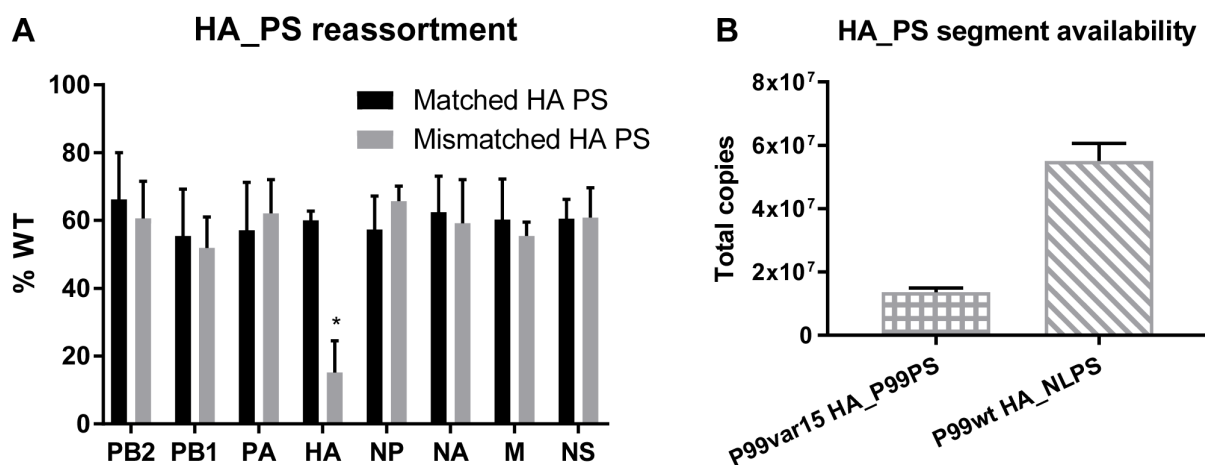 A
HA_PS reassortment
% WT
100
80
60
40
20
0
Matched HA PS
Mismatched HA PS
*
PB2 PB1 PA HA NP NA M NS
B
HA_PS segment availability
Total copies
8x10⁷
6x10⁷
4x10⁷
2x10⁷
0
P99var15 HA_P99PS
P99wt HA_NLPS